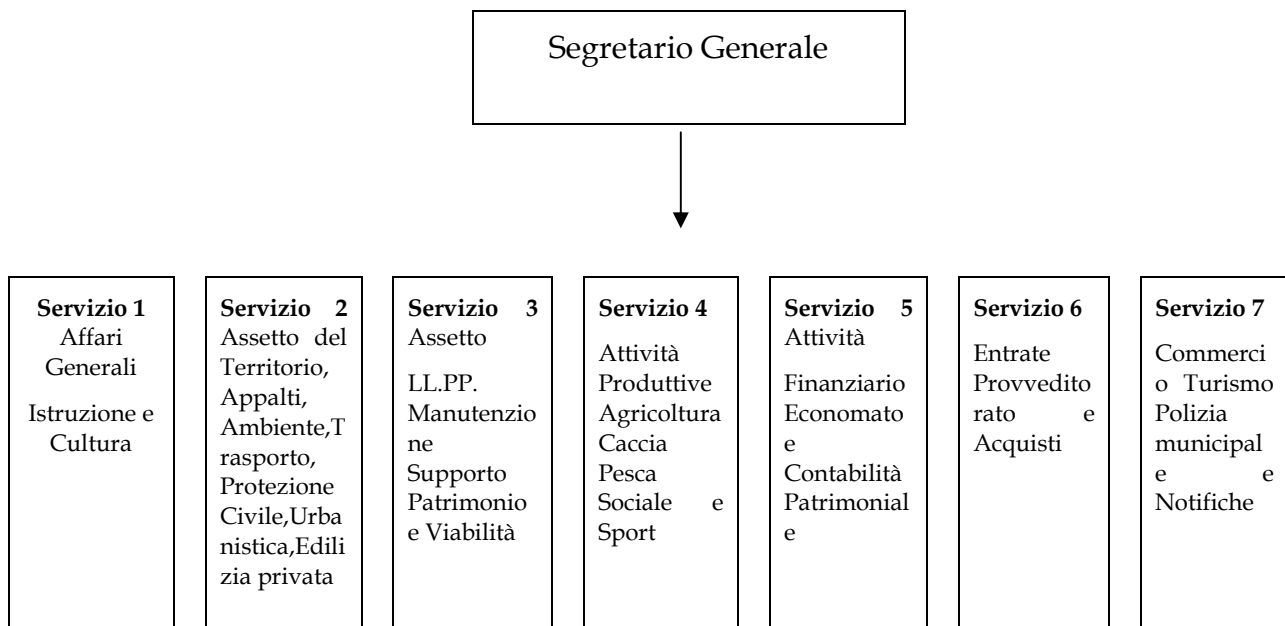 Segretario Generale
Servizio 1
Affari
Generali
Istruzione e
Cultura
Servizio 2
Assetto del
Territorio,
Appalti,
Ambiente,T
rasporto,
Protezione
Civile,Urba
nistica,Edili
zia privata
Servizio 3
Assetto
LL.PP.
Manutenzio
ne
Supporto
Patrimonio
e Viabilità
Servizio 4
Attività
Produttive
Agricoltura
Caccia
Pesca
Sociale e
Sport
Servizio 5
Attività
Finanziario
Economato
e
Contabilità
Patrimonial
e
Servizio 6
Entrate
Provvedito
rato e
Acquisti
Servizio 7
Commerci
o Turismo
Polizia
municipal
e e
Notifiche